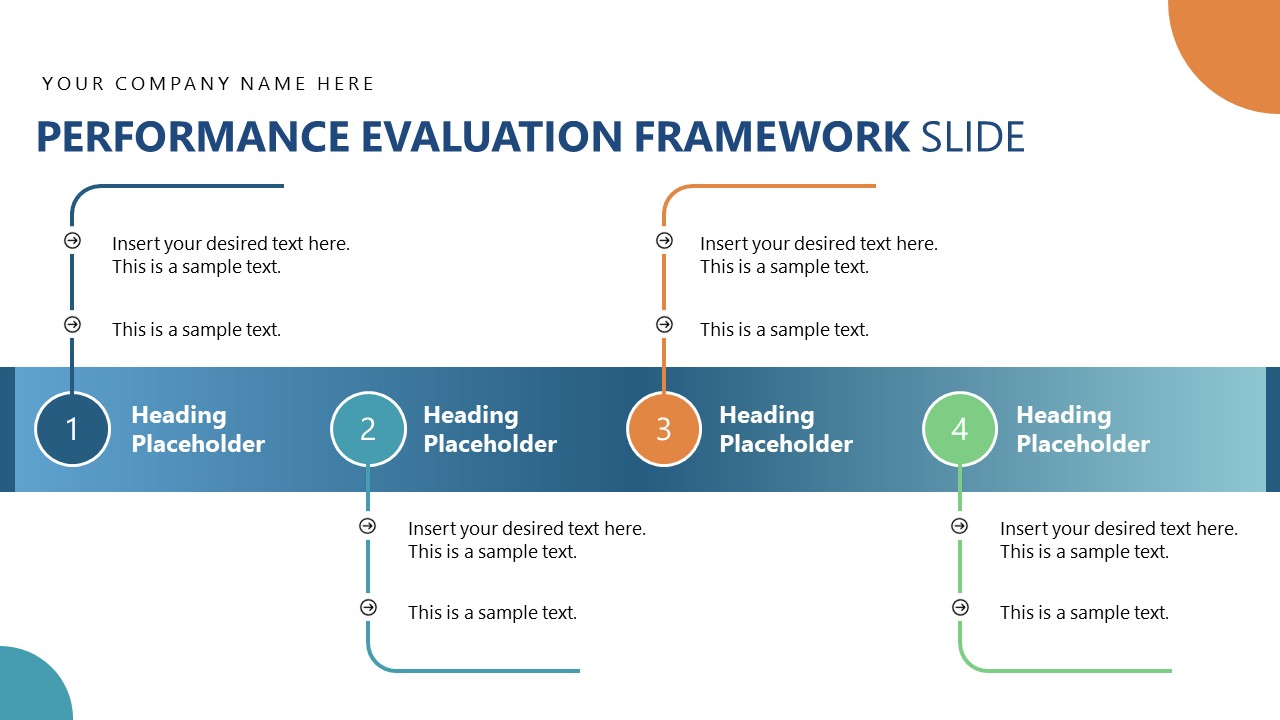 YOUR COMPANY NAME HERE
PERFORMANCE EVALUATION FRAMEWORK SLIDE
Insert your desired text here.
This is a sample text.
This is a sample text.
Insert your desired text here.
This is a sample text.
This is a sample text.
1
Heading
Placeholder
2
Heading
Placeholder
3
Heading
Placeholder
4
Heading
Placeholder
Insert your desired text here.
This is a sample text.
This is a sample text.
Insert your desired text here.
This is a sample text.
This is a sample text.